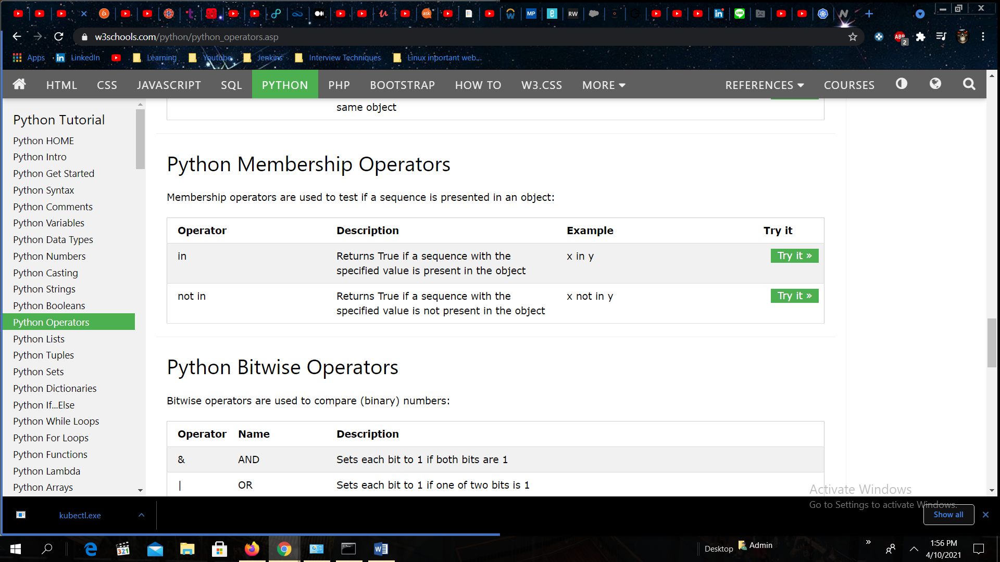 ask
MP
e
RW
LINE
in
w3schools.com/python/python_operators.asp
ABP
2
Apps
in
LinkedIn
Learning
Youtube
Jenkins
Interview Techniques
Linux inportant web...
HTML
CSS
JAVASCRIPT
SQL
PYTHON
PHP
BOOTSTRAP
HOW TO
W3.CSS
MORE
REFERENCES
COURSES
Python Tutorial
Python HOME
Python Intro
Python Get Started
Python Syntax
Python Comments
Python Variables
Python Data Types
Python Numbers
Python Casting
Python Strings
Python Booleans
Python Operators
Python Lists
Python Tuples
Python Sets
Python Dictionaries
Python If...Else
Python While Loops
Python For Loops
Python Functions
Python Lambda
Python Arrays
same object
Python Membership Operators
Membership operators are used to test if a sequence is presented in an object:
Operator Description Example Try it
in Returns True if a sequence with the x in y Try it »
specified value is present in the object
not in Returns True if a sequence with the x not in y Try it »
specified value is not present in the object
Python Bitwise Operators
Bitwise operators are used to compare (binary) numbers:
Operator Name Description
& AND Sets each bit to 1 if both bits are 1
| OR Sets each bit to 1 if one of two bits is 1
Activate Windows
Go to Settings to activate Windows.
kubectl.exe
Show all
321
Desktop
Admin
»
1:56 PM
4/10/2021